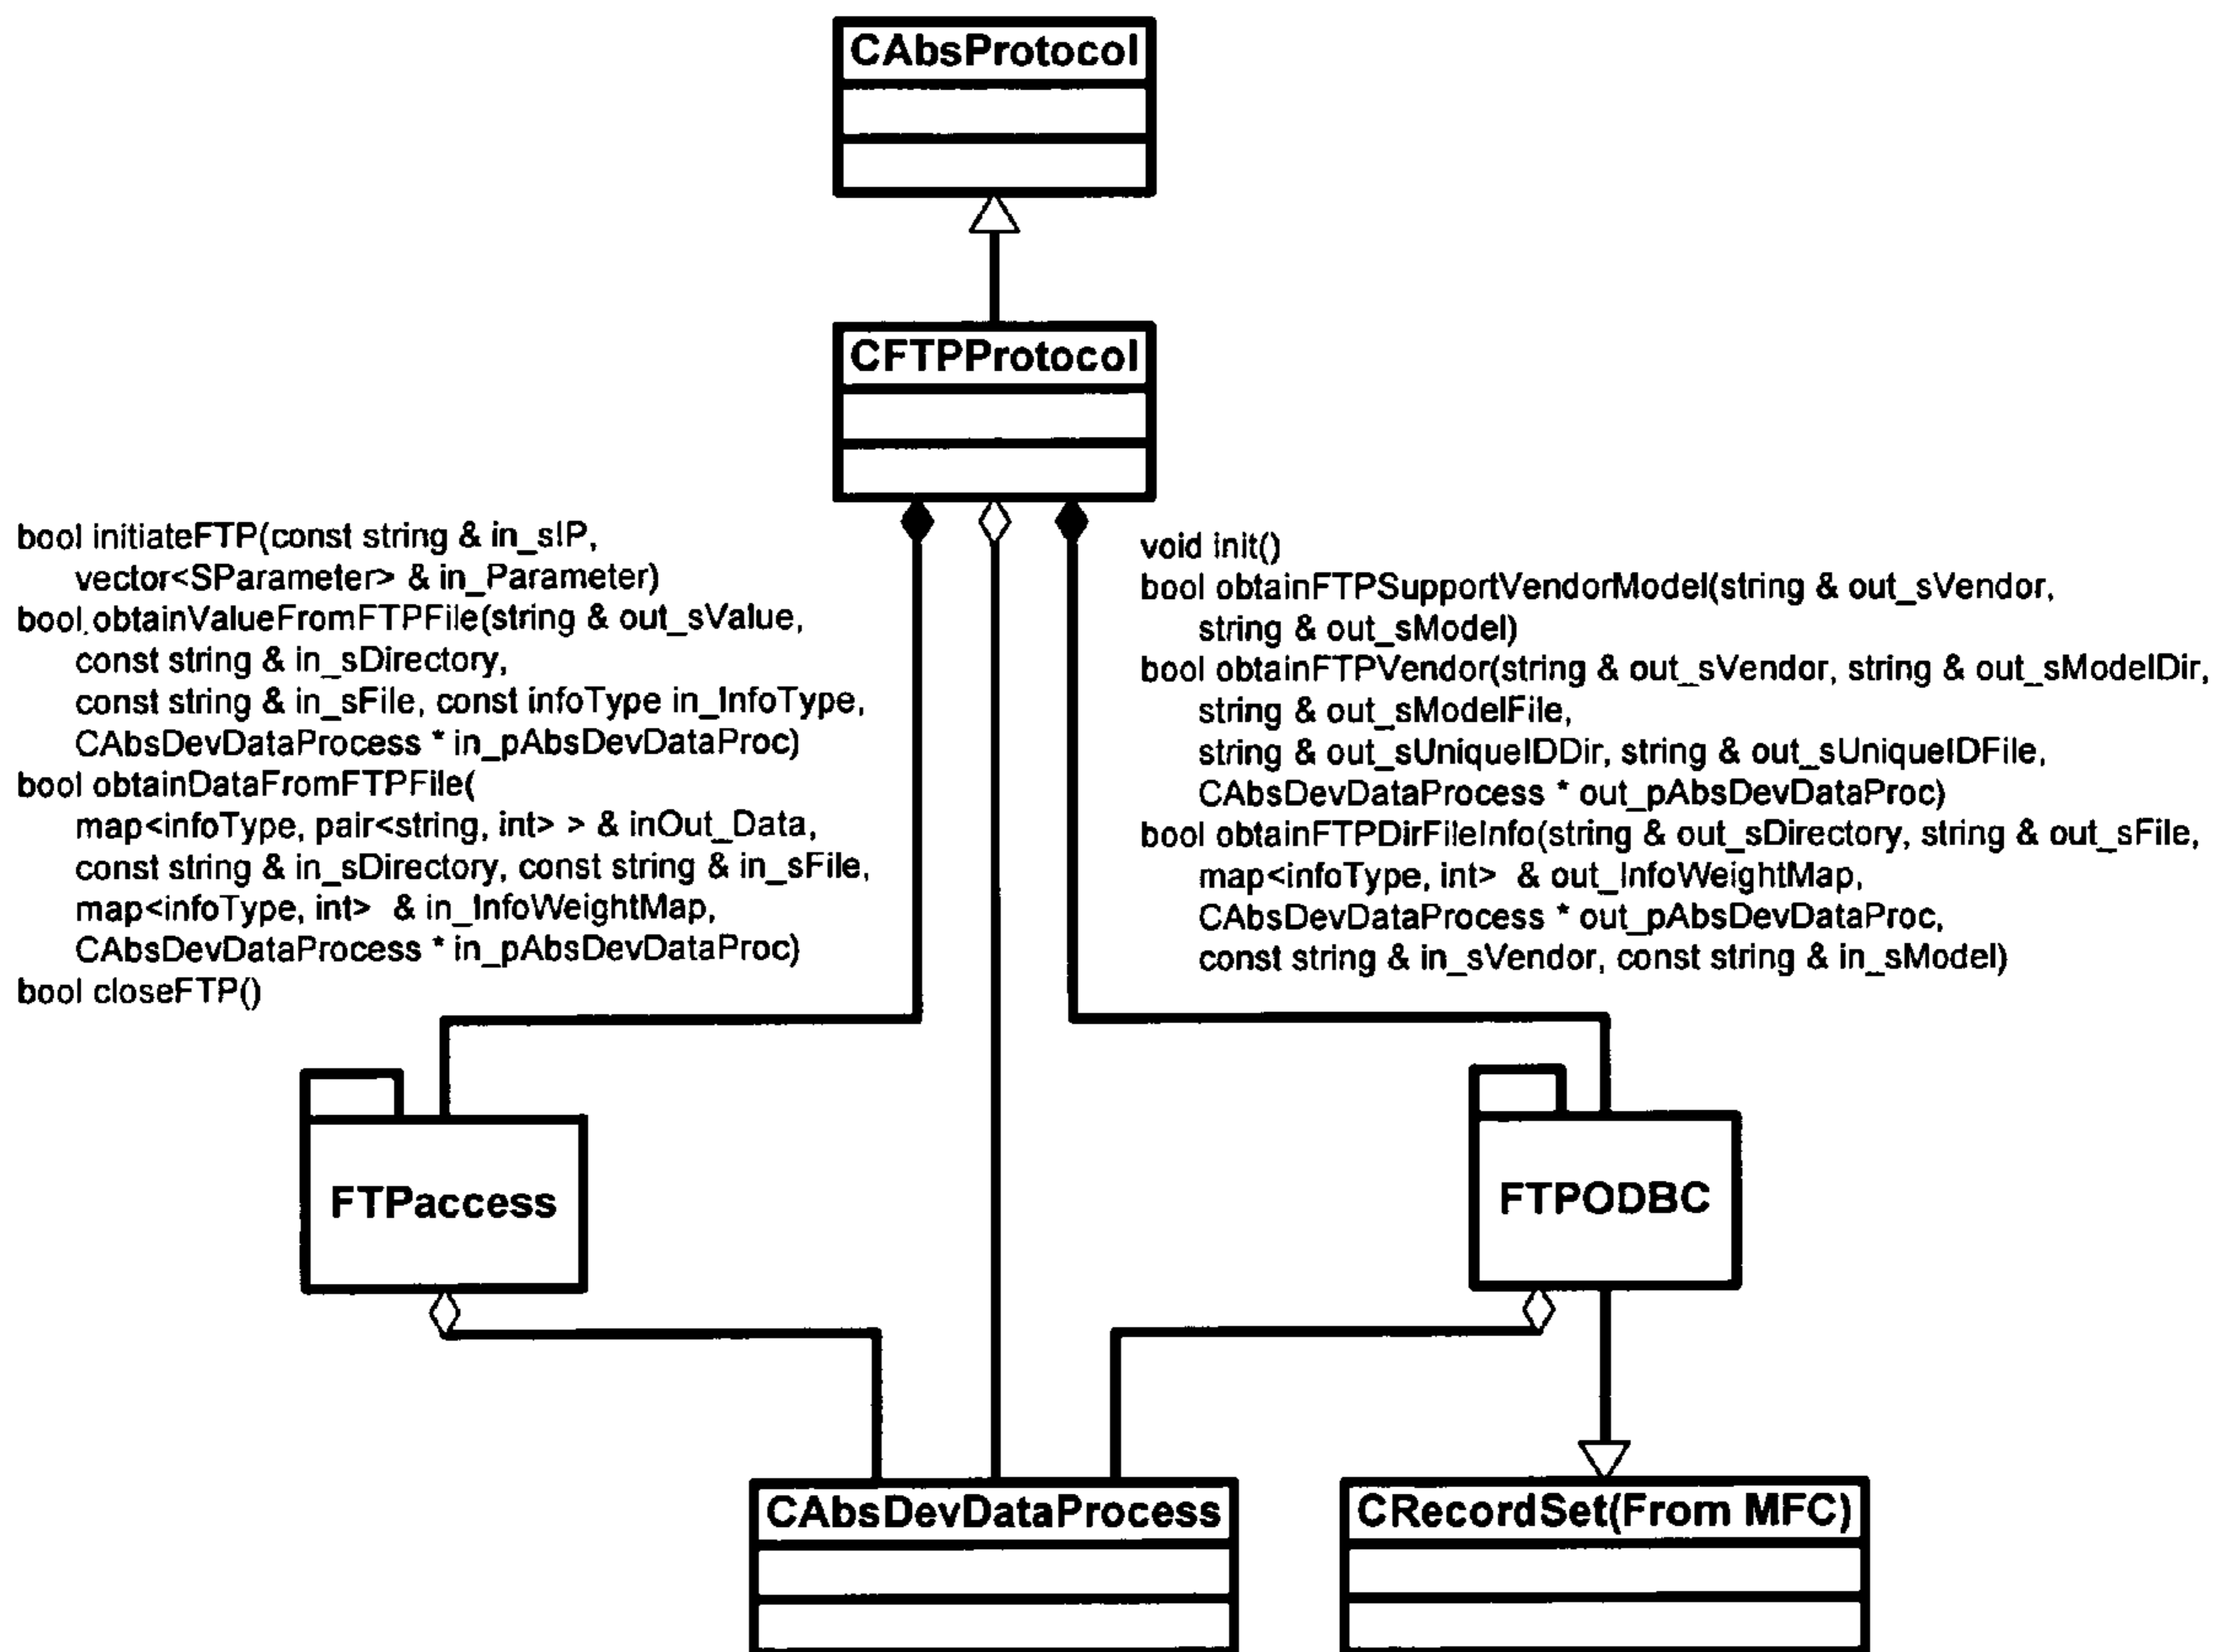 CAbsProtocol
CFTPProtocol
bool initiateFTP(const string & in_sIP,
vector<SParameter> & in_Parameter)
bool obtainValueFromFTPFile(string & out_sValue,
const string & in_sDirectory,
const string & in_sFile, const infoType in_InfoType,
CAbsDevDataProcess * in_pAbsDevDataProc)
bool obtainDataFromFTPFile(
map<infoType, pair<string, int> > & inOut_Data,
const string & in_sDirectory, const string & in_sFile,
map<infoType, int> & in_InfoWeightMap,
CAbsDevDataProcess * in_pAbsDevDataProc)
bool closeFTP()
void init()
bool obtainFTPSupportVendorModel(string & out_sVendor,
string & out_sModel)
bool obtainFTPVendor(string & out_sVendor, string & out_sModelDir,
string & out_sModelFile,
string & out_sUniqueIDDir, string & out_sUniqueIDFile,
CAbsDevDataProcess * out_pAbsDevDataProc)
bool obtainFTPDirFileInfo(string & out_sDirectory, string & out_sFile,
map<infoType, int> & out_InfoWeightMap,
CAbsDevDataProcess * out_pAbsDevDataProc,
const string & in_sVendor, const string & in_sModel)
FTPaccess
FTPODBC
CAbsDevDataProcess
CRecordSet(From MFC)